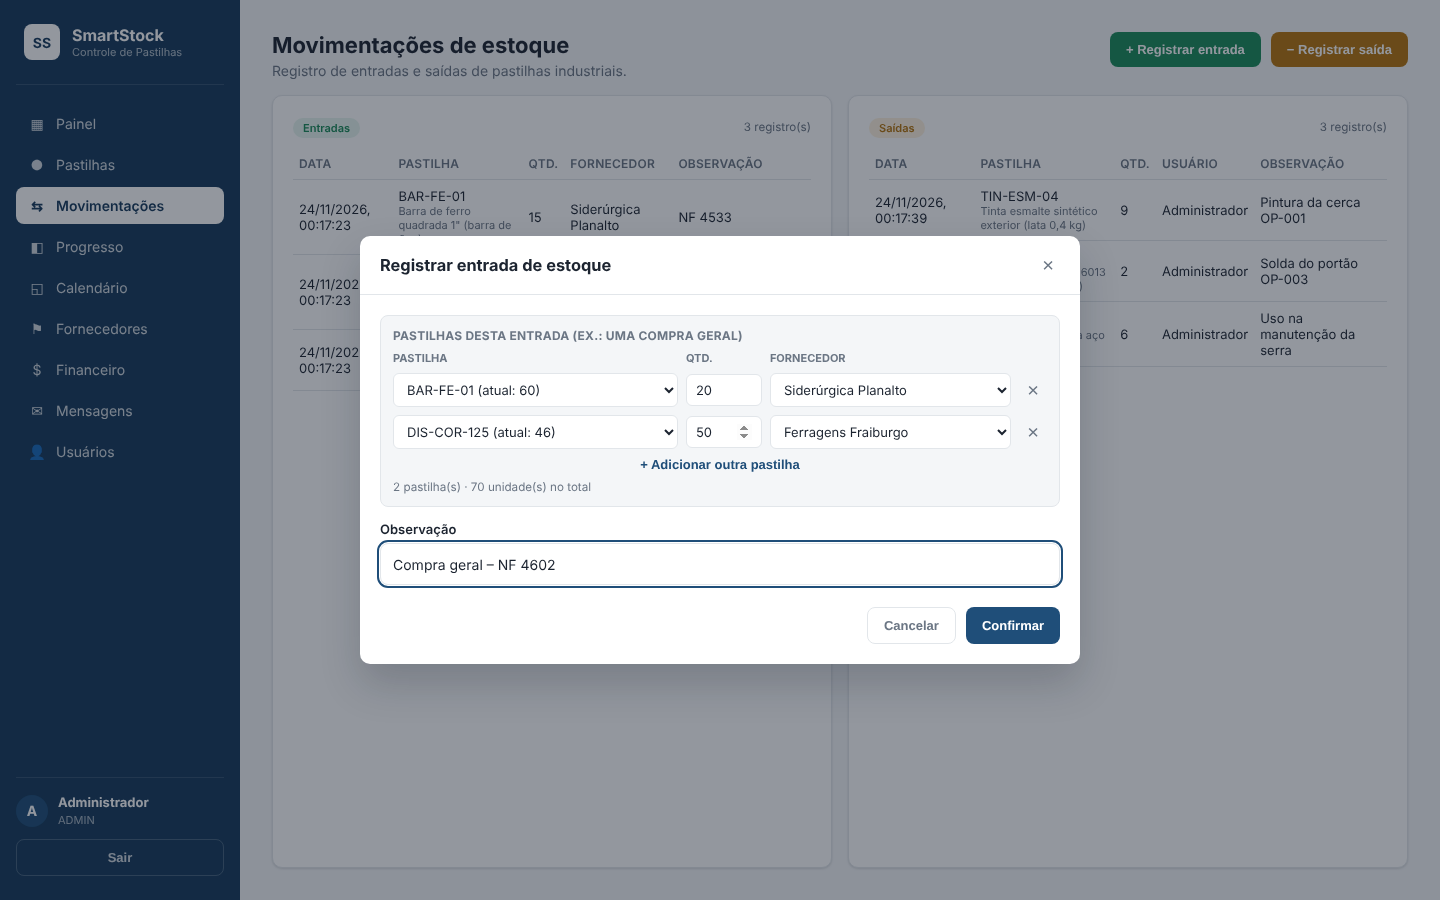 SS
SmartStock
Controle de Pastilhas
Painel
Pastilhas
Movimentações
Progresso
Calendário
Fornecedores
Financeiro
Mensagens
Usuários
A
Administrador
ADMIN
Sair
Movimentações de estoque
Registro de entradas e saídas de pastilhas industriais.
+ Registrar entrada
− Registrar saída
Entradas
3 registro(s)
DATA PASTILHA QTD. FORNECEDOR OBSERVAÇÃO
24/11/2026,
00:17:23
BAR-FE-01
Barra de ferro
quadrada 1" (barra de
15
Siderúrgica
Planalto
NF 4533
24/11/202
00:17:23
24/11/202
00:17:23
Saídas
3 registro(s)
DATA PASTILHA QTD. USUÁRIO OBSERVAÇÃO
24/11/2026,
00:17:39
TIN-ESM-04
Tinta esmalte sintético
exterior (lata 0,4 kg)
9
Administrador
Pintura da cerca
OP-001
6013
)
2
Administrador
Solda do portão
OP-003
aço
6
Administrador
Uso na
manutenção da
serra
Registrar entrada de estoque
×
PASTILHAS DESTA ENTRADA (EX.: UMA COMPRA GERAL)
PASTILHA QTD. FORNECEDOR
BAR-FE-01 (atual: 60) 20 Siderúrgica Planalto ✕
DIS-COR-125 (atual: 46) 50 Ferragens Fraiburgo ✕
+ Adicionar outra pastilha
2 pastilha(s) · 70 unidade(s) no total
Observação
Compra geral – NF 4602
Cancelar
Confirmar